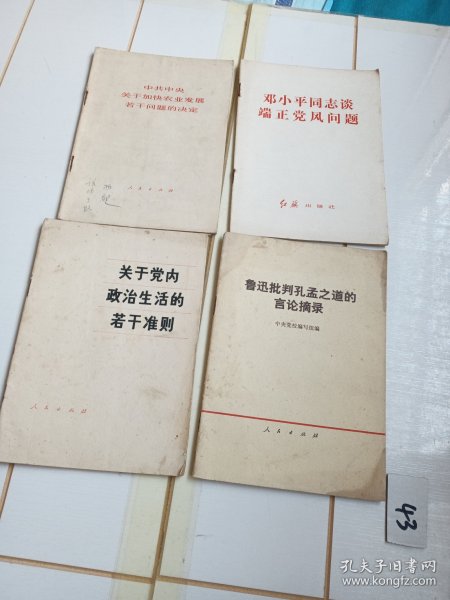 中共中央
关于加快农业发展
若干问题的决定
人民出版社
邓小平同志谈
端正党风问题
红旗出版社
关于党内
政治生活的
若干准则
人民出版社
鲁迅批判孔孟之道的
言论摘录
中央党校编写组编
人民出版社
43
孔夫子旧书网
www.kongfz.com